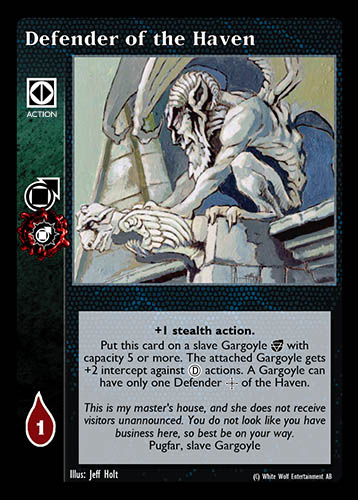 Defender of the Haven
ACTION
+1 stealth action.
Put this card on a slave Gargoyle with
capacity 5 or more. The attached Gargoyle gets
+2 intercept against D actions. A Gargoyle can
have only one Defender of the Haven.
This is my master's house, and she does not receive
visitors unannounced. You do not look like you have
business here, so best be on your way.
Pugfar, slave Gargoyle
1
Illus: Jeff Holt (C) White Wolf Entertainment AB